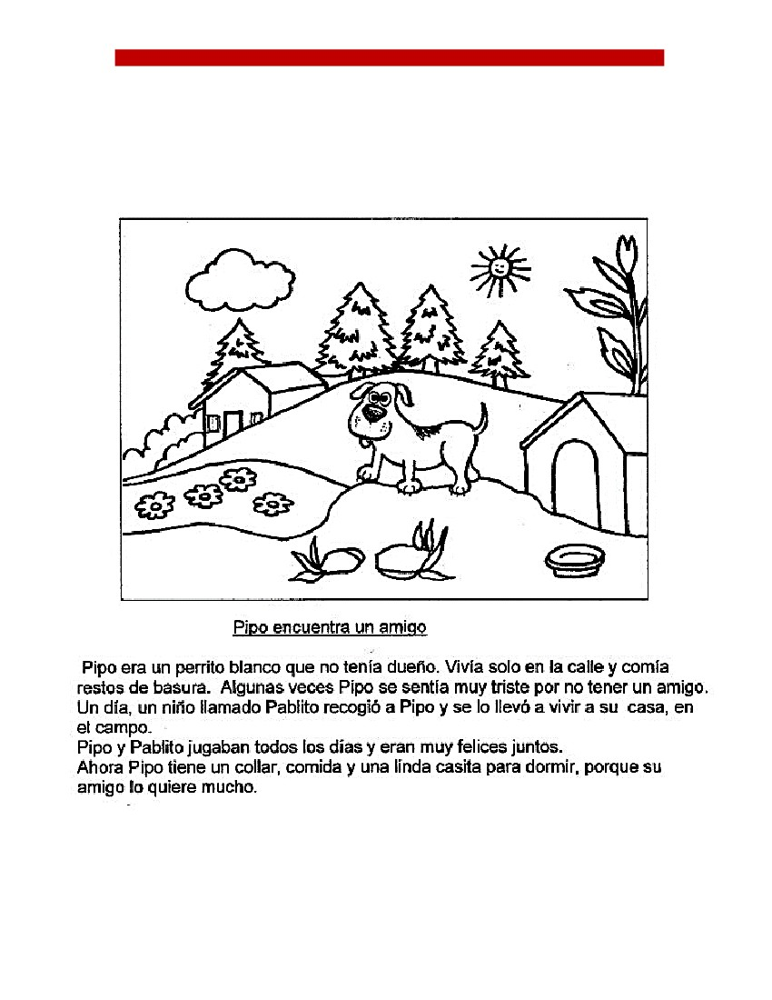 Pipo encuentra un amigo
Pipo era un perrito blanco que no tenía dueño. Vivía solo en la calle y comía
restos de basura. Algunas veces Pipo se sentía muy triste por no tener un amigo.
Un día, un niño llamado Pablito recogió a Pipo y se lo llevó a vivir a su casa, en
el campo.
Pipo y Pablito jugaban todos los días y eran muy felices juntos.
Ahora Pipo tiene un collar, comida y una linda casita para dormir, porque su
amigo lo quiere mucho.